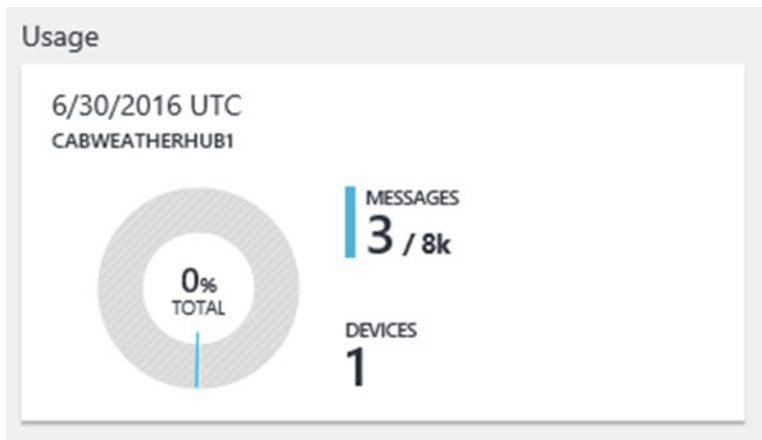 Usage
6/30/2016 UTC
CABWEATHERHUB1
0%
TOTAL
MESSAGES
3 / 8k
DEVICES
1